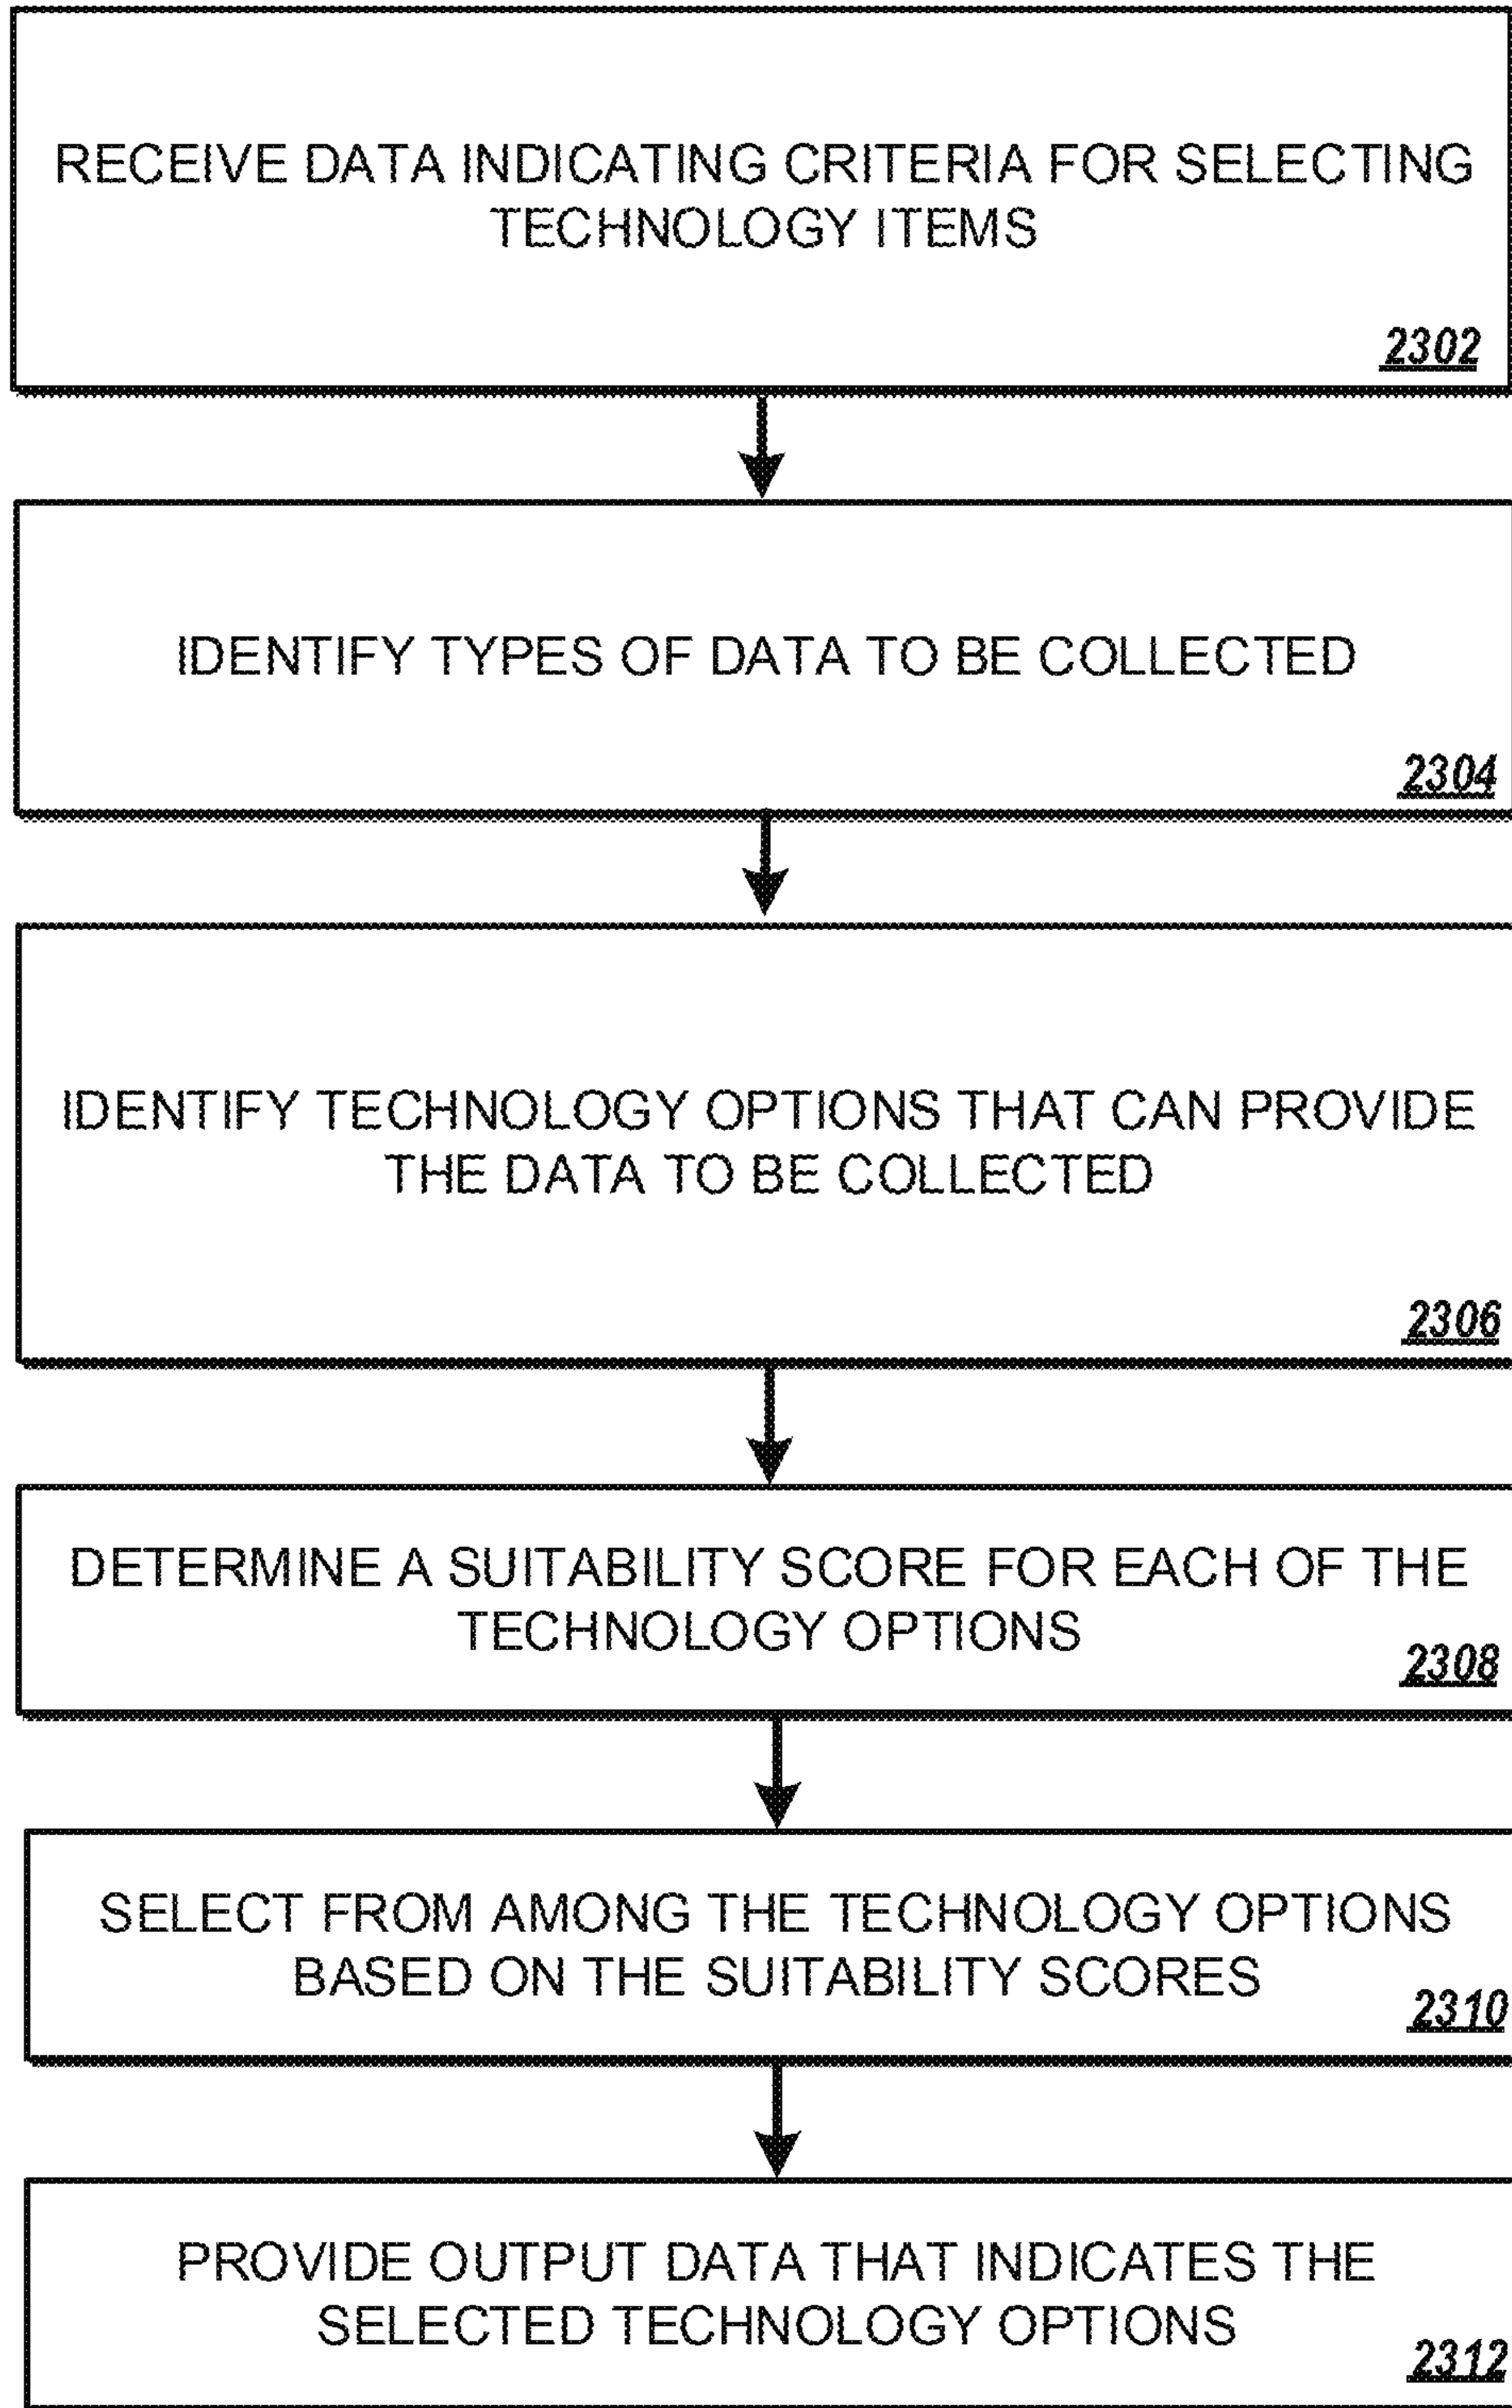 RECEIVE DATA INDICATING CRITERIA FOR SELECTING
TECHNOLOGY ITEMS
2302
IDENTIFY TYPES OF DATA TO BE COLLECTED
2304
IDENTIFY TECHNOLOGY OPTIONS THAT CAN PROVIDE
THE DATA TO BE COLLECTED
2306
DETERMINE A SUITABILITY SCORE FOR EACH OF THE
TECHNOLOGY OPTIONS
2308
SELECT FROM AMONG THE TECHNOLOGY OPTIONS
BASED ON THE SUITABILITY SCORES
2310
PROVIDE OUTPUT DATA THAT INDICATES THE
SELECTED TECHNOLOGY OPTIONS
2312